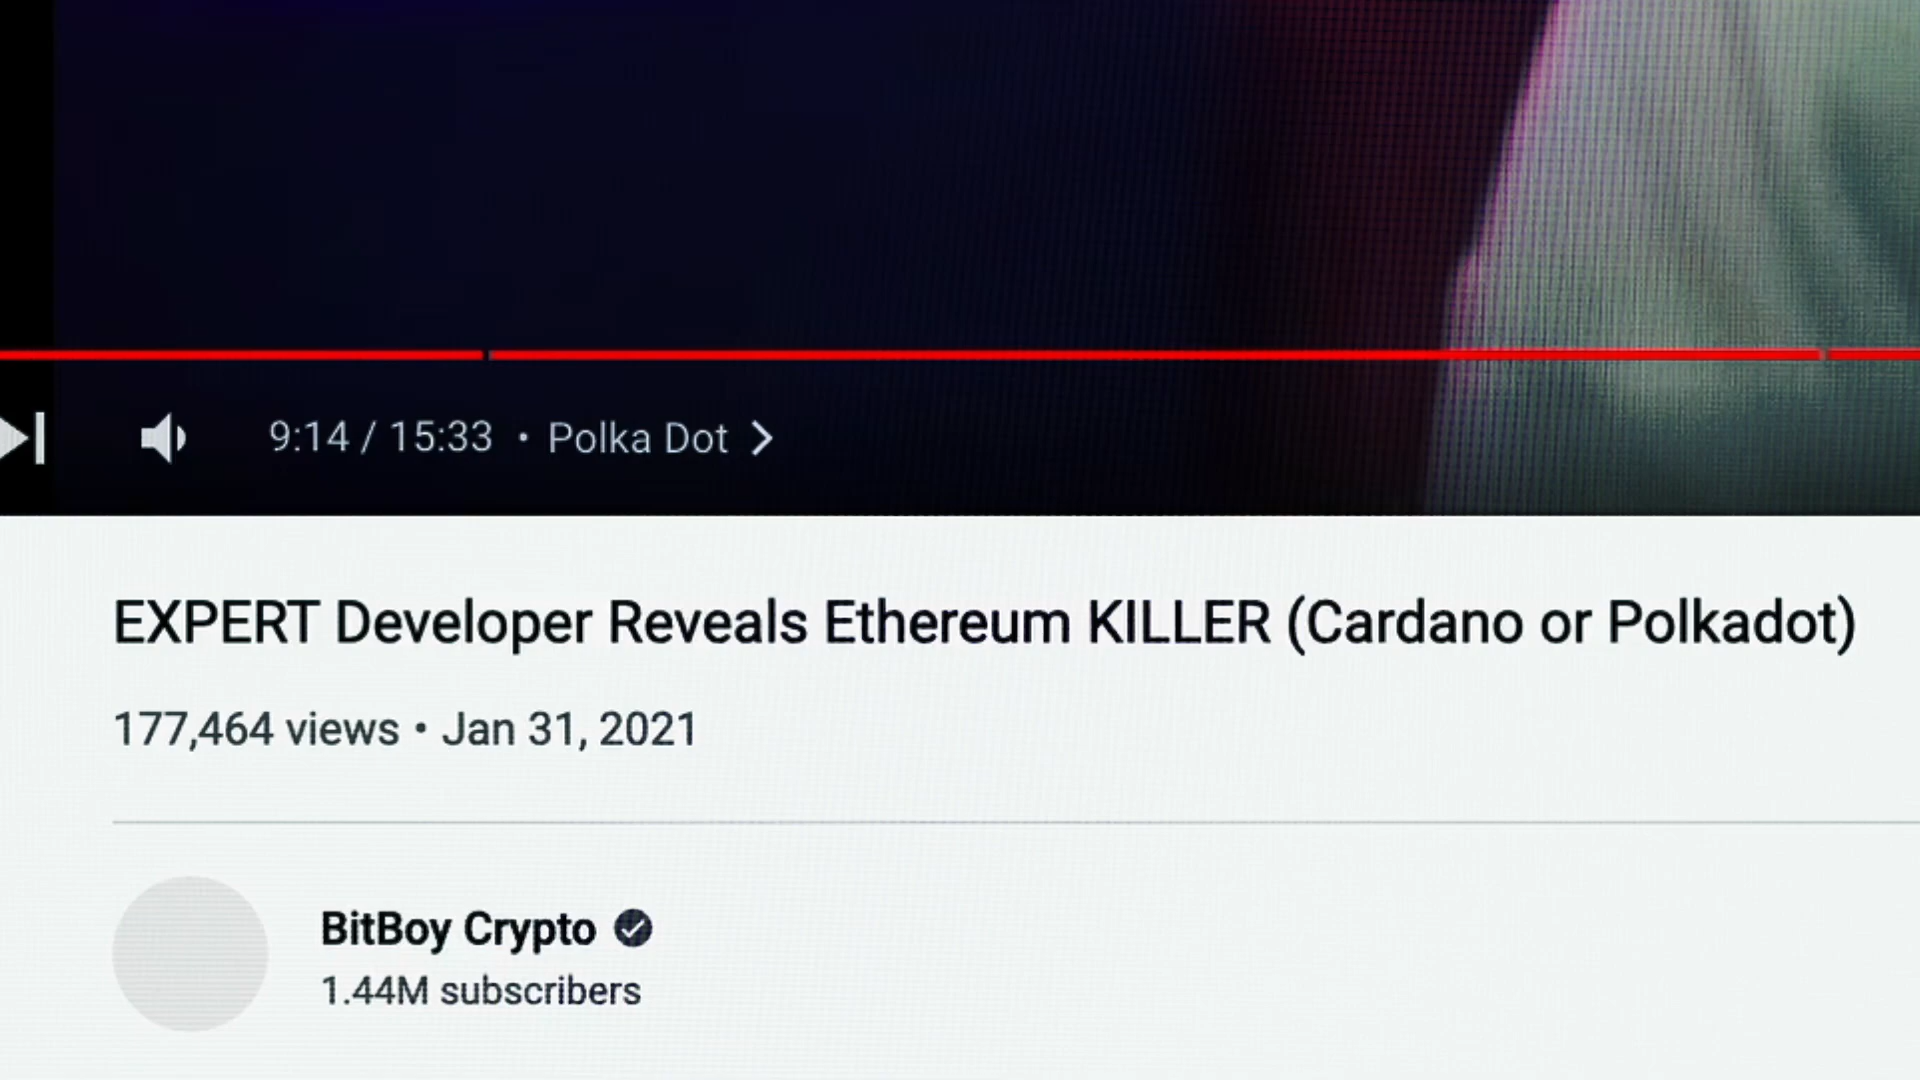 9:14 / 15:33 • Polka Dot >
EXPERT Developer Reveals Ethereum KILLER (Cardano or Polkadot)
177,464 views • Jan 31, 2021
BitBoy Crypto
1.44M subscribers